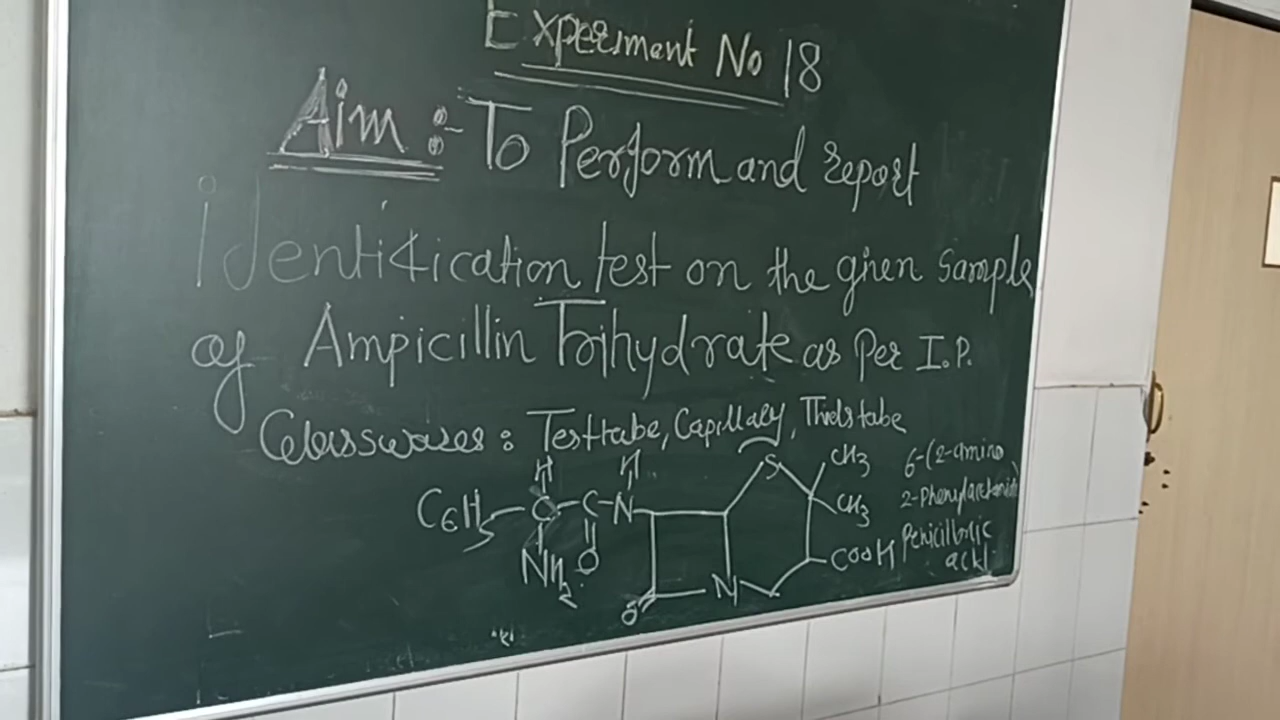 Experiment No 18
Aim :- To Perform and report
identification test on the given Sample
of Ampicillin Trihydrate as Per I.P.
Glasswares : Testtube, Capillary, Thiels tube
H H S CH3
C6H5 - C - C - N CH3
NH2 O N COOH
O
6-(2-amino
2-Phenylacetamido)
Penicillanic
acid